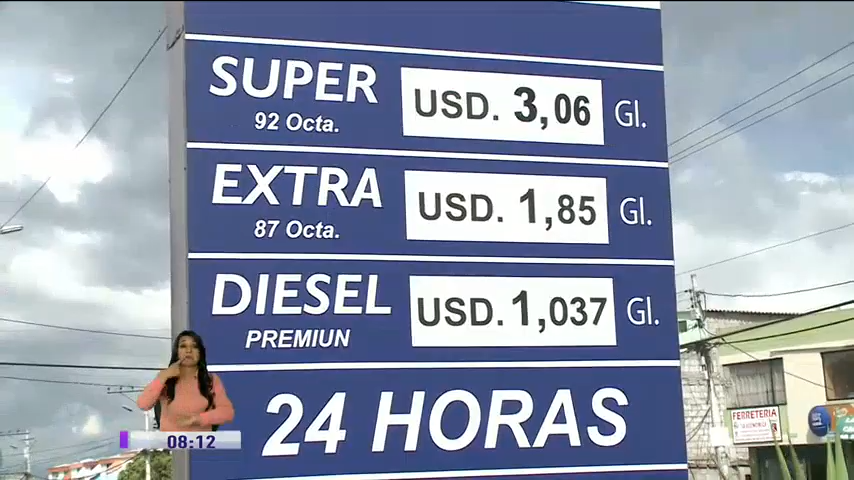 SUPER USD. 3,06 Gl.
92 Octa.
EXTRA USD. 1,85 Gl.
87 Octa.
DIESEL USD. 1,037 Gl.
PREMIUN
24 HORAS
08:12
FERRETERIA